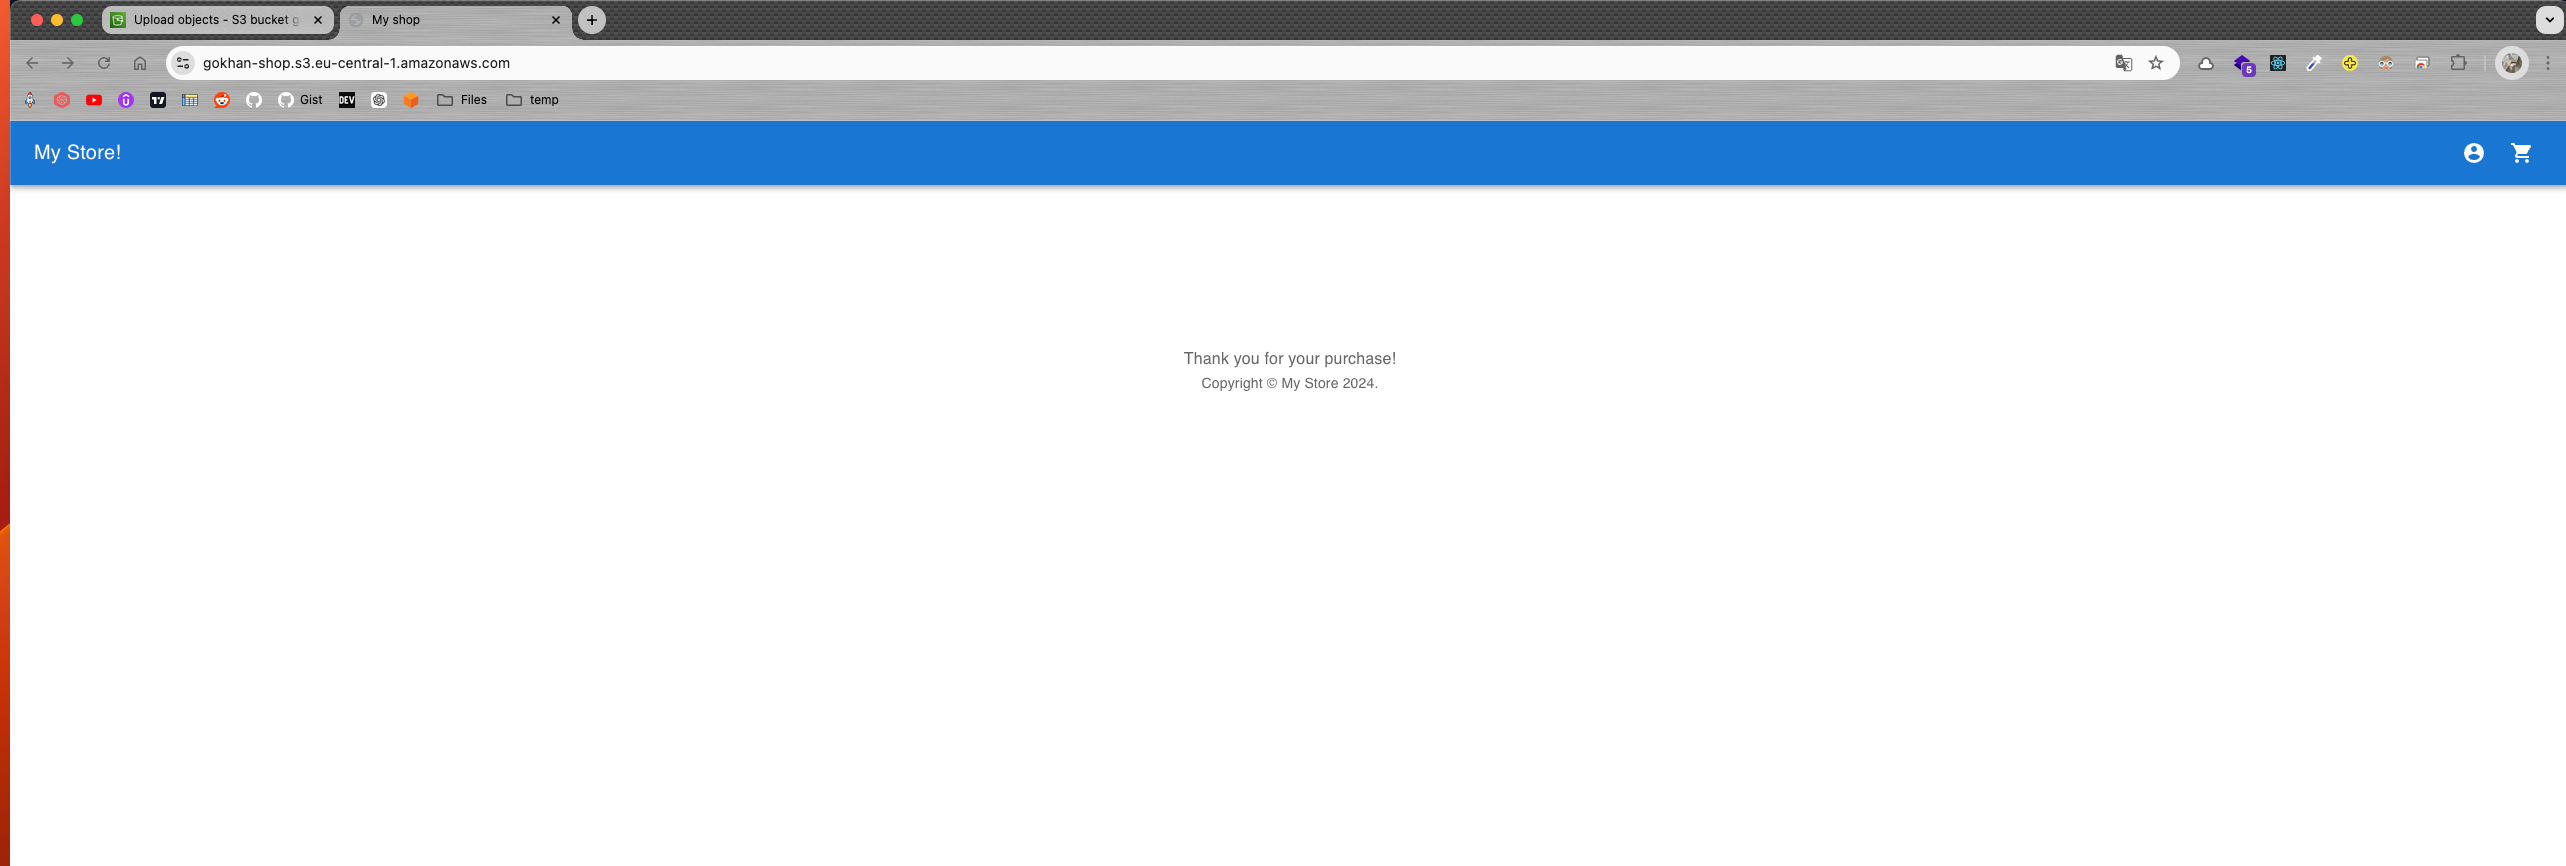 Upload objects - S3 bucket g
My shop
gokhan-shop.s3.eu-central-1.amazonaws.com
5
Gist
DEV
Files
temp
My Store!
Thank you for your purchase!
Copyright © My Store 2024.